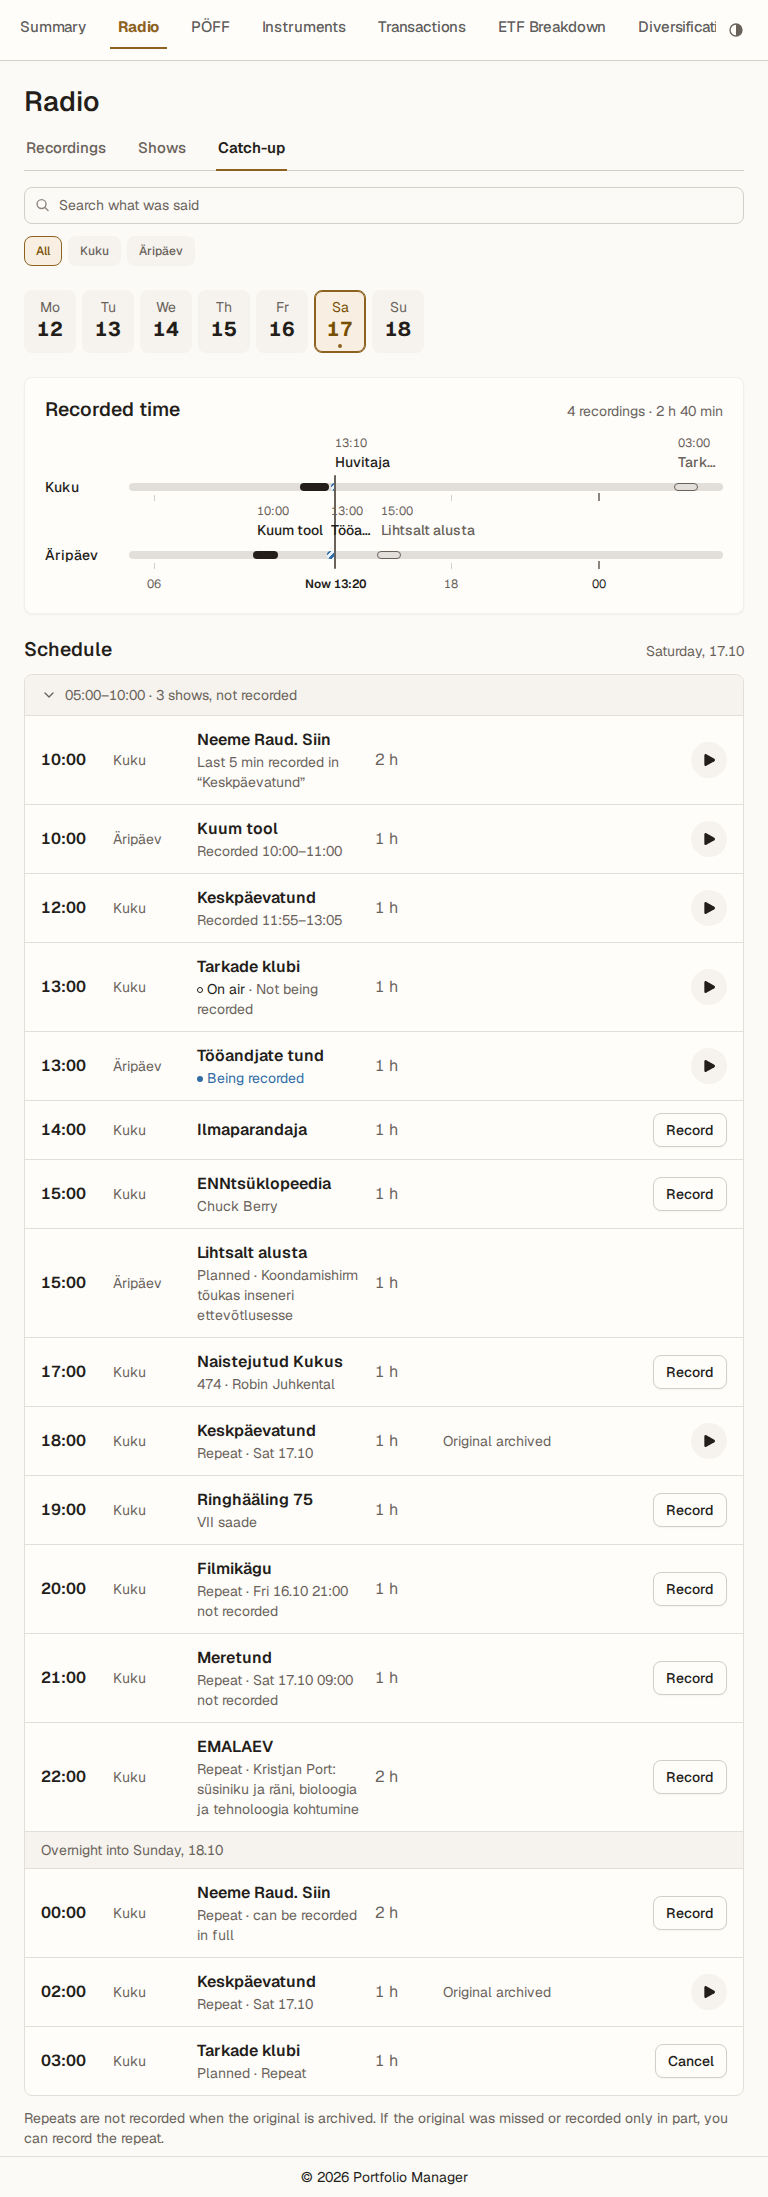 Summary Radio PÖFF Instruments Transactions ETF Breakdown Diversificati
Radio
Recordings Shows Catch-up
Search what was said
All Kuku Äripäev
Mo Tu We Th Fr Sa Su
12 13 14 15 16 17 18
Recorded time 4 recordings · 2 h 40 min
13:10 03:00
Huvitaja Tark…
Kuku
10:00 13:00 15:00
Kuum tool Tööa… Lihtsalt alusta
Äripäev
06 Now 13:20 18 00
Schedule Saturday, 17.10
05:00–10:00 · 3 shows, not recorded
10:00 Kuku Neeme Raud. Siin 2 h
Last 5 min recorded in
“Keskpäevatund”
10:00 Äripäev Kuum tool 1 h
Recorded 10:00–11:00
12:00 Kuku Keskpäevatund 1 h
Recorded 11:55–13:05
13:00 Kuku Tarkade klubi 1 h
On air · Not being
recorded
13:00 Äripäev Tööandjate tund 1 h
Being recorded
14:00 Kuku Ilmaparandaja 1 h Record
15:00 Kuku ENNtsüklopeedia 1 h Record
Chuck Berry
15:00 Äripäev Lihtsalt alusta 1 h
Planned · Koondamishirm
tõukas inseneri
ettevõtlusesse
17:00 Kuku Naistejutud Kukus 1 h Record
474 · Robin Juhkental
18:00 Kuku Keskpäevatund 1 h Original archived
Repeat · Sat 17.10
19:00 Kuku Ringhääling 75 1 h Record
VII saade
20:00 Kuku Filmikägu 1 h Record
Repeat · Fri 16.10 21:00
not recorded
21:00 Kuku Meretund 1 h Record
Repeat · Sat 17.10 09:00
not recorded
22:00 Kuku EMALAEV 2 h Record
Repeat · Kristjan Port:
süsiniku ja räni, bioloogia
ja tehnoloogia kohtumine
Overnight into Sunday, 18.10
00:00 Kuku Neeme Raud. Siin 2 h Record
Repeat · can be recorded
in full
02:00 Kuku Keskpäevatund 1 h Original archived
Repeat · Sat 17.10
03:00 Kuku Tarkade klubi 1 h Cancel
Planned · Repeat
Repeats are not recorded when the original is archived. If the original was missed or recorded only in part, you
can record the repeat.
© 2026 Portfolio Manager